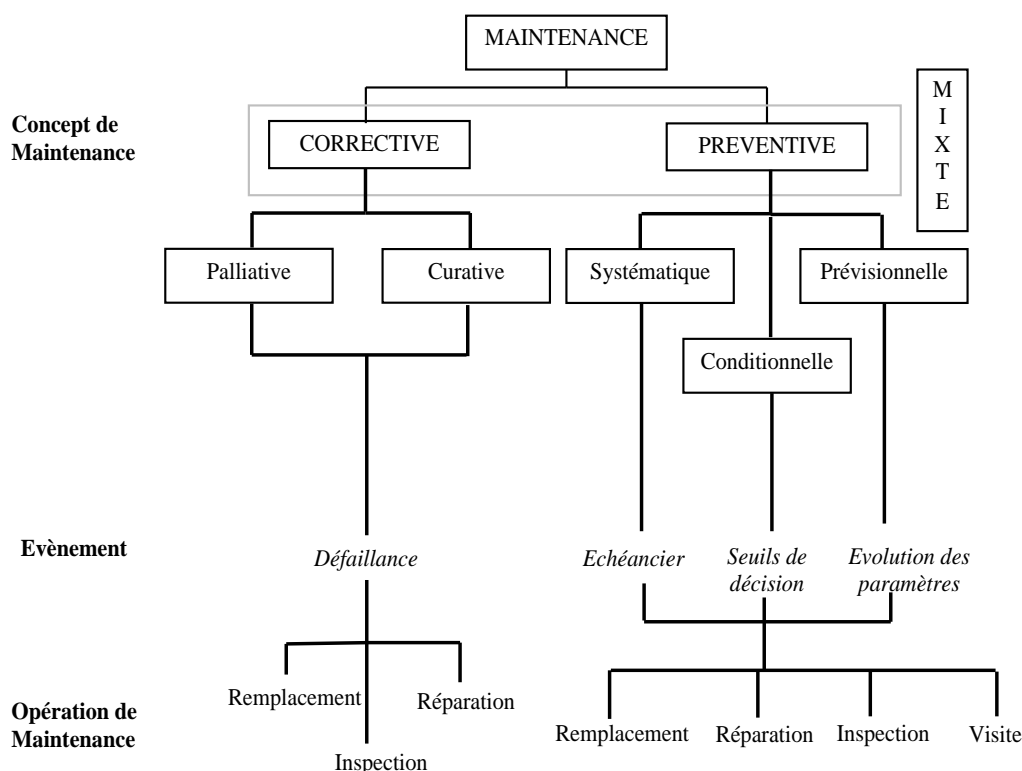 MAINTENANCE
M
I
X
T
E
Concept de
Maintenance
CORRECTIVE
PREVENTIVE
Palliative
Curative
Systématique
Prévisionnelle
Conditionnelle
Evènement
Défaillance
Echéancier
Seuils de
décision
Evolution des
paramètres
Opération de
Maintenance
Remplacement
Réparation
Inspection
Remplacement
Réparation
Inspection
Visite